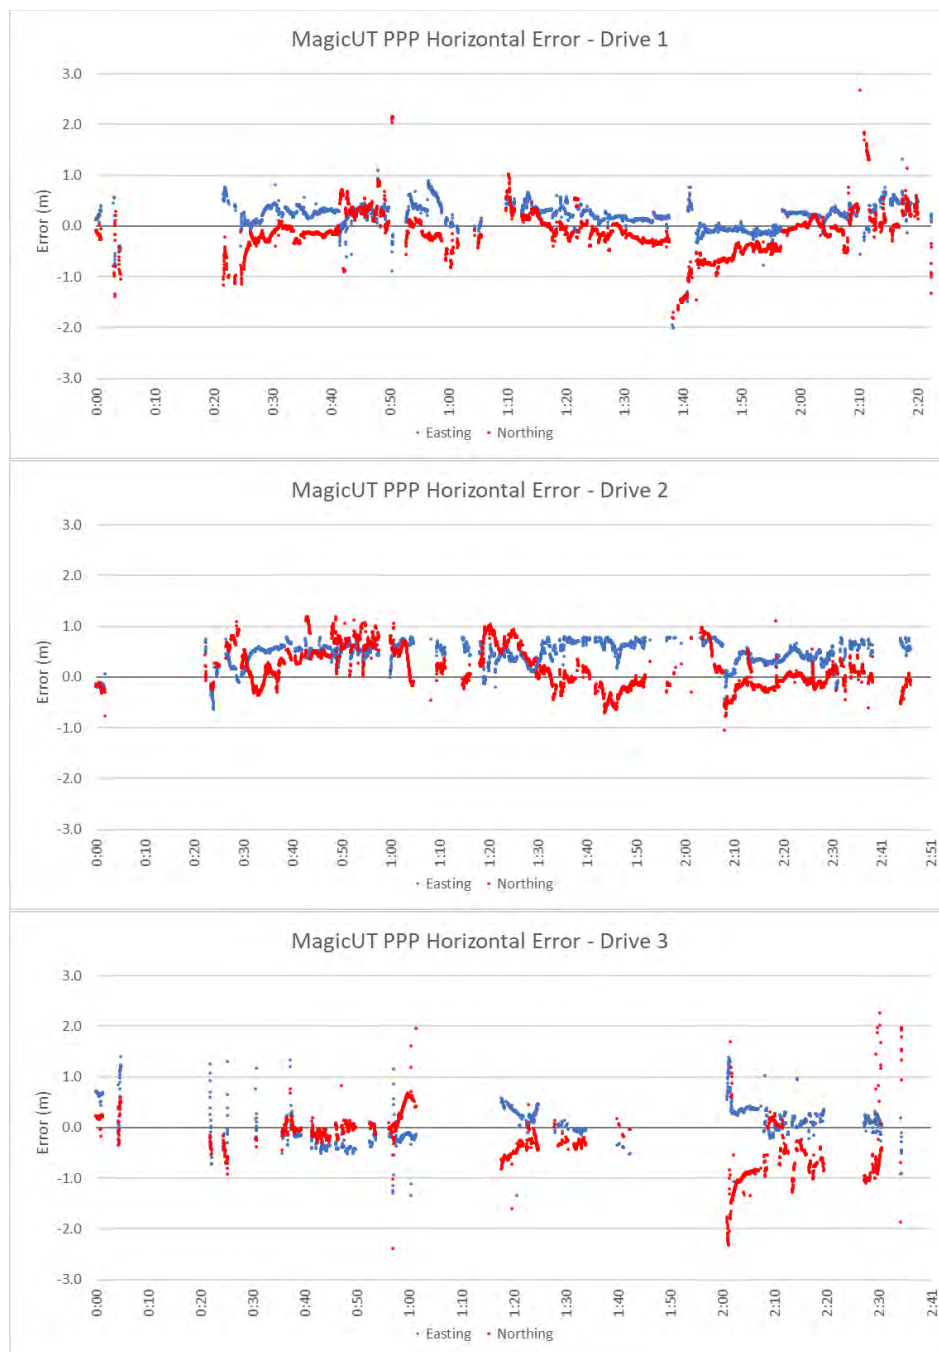 MagicUT PPP Horizontal Error - Drive 1
3.0
2.0
1.0
0.0
-1.0
-2.0
-3.0
Error (m)
0:00 0:10 0:20 0:30 0:40 0:50 1:00 1:10 1:20 1:30 1:40 1:50 2:00 2:10 2:20
Easting Northing
MagicUT PPP Horizontal Error - Drive 2
3.0
2.0
1.0
0.0
-1.0
-2.0
-3.0
Error (m)
0:00 0:10 0:20 0:30 0:40 0:50 1:00 1:10 1:20 1:30 1:40 1:50 2:00 2:10 2:20 2:30 2:41 2:51
Easting Northing
MagicUT PPP Horizontal Error - Drive 3
3.0
2.0
1.0
0.0
-1.0
-2.0
-3.0
Error (m)
0:00 0:10 0:20 0:30 0:40 0:50 1:00 1:10 1:20 1:30 1:40 1:50 2:00 2:10 2:20 2:30 2:41
Easting Northing